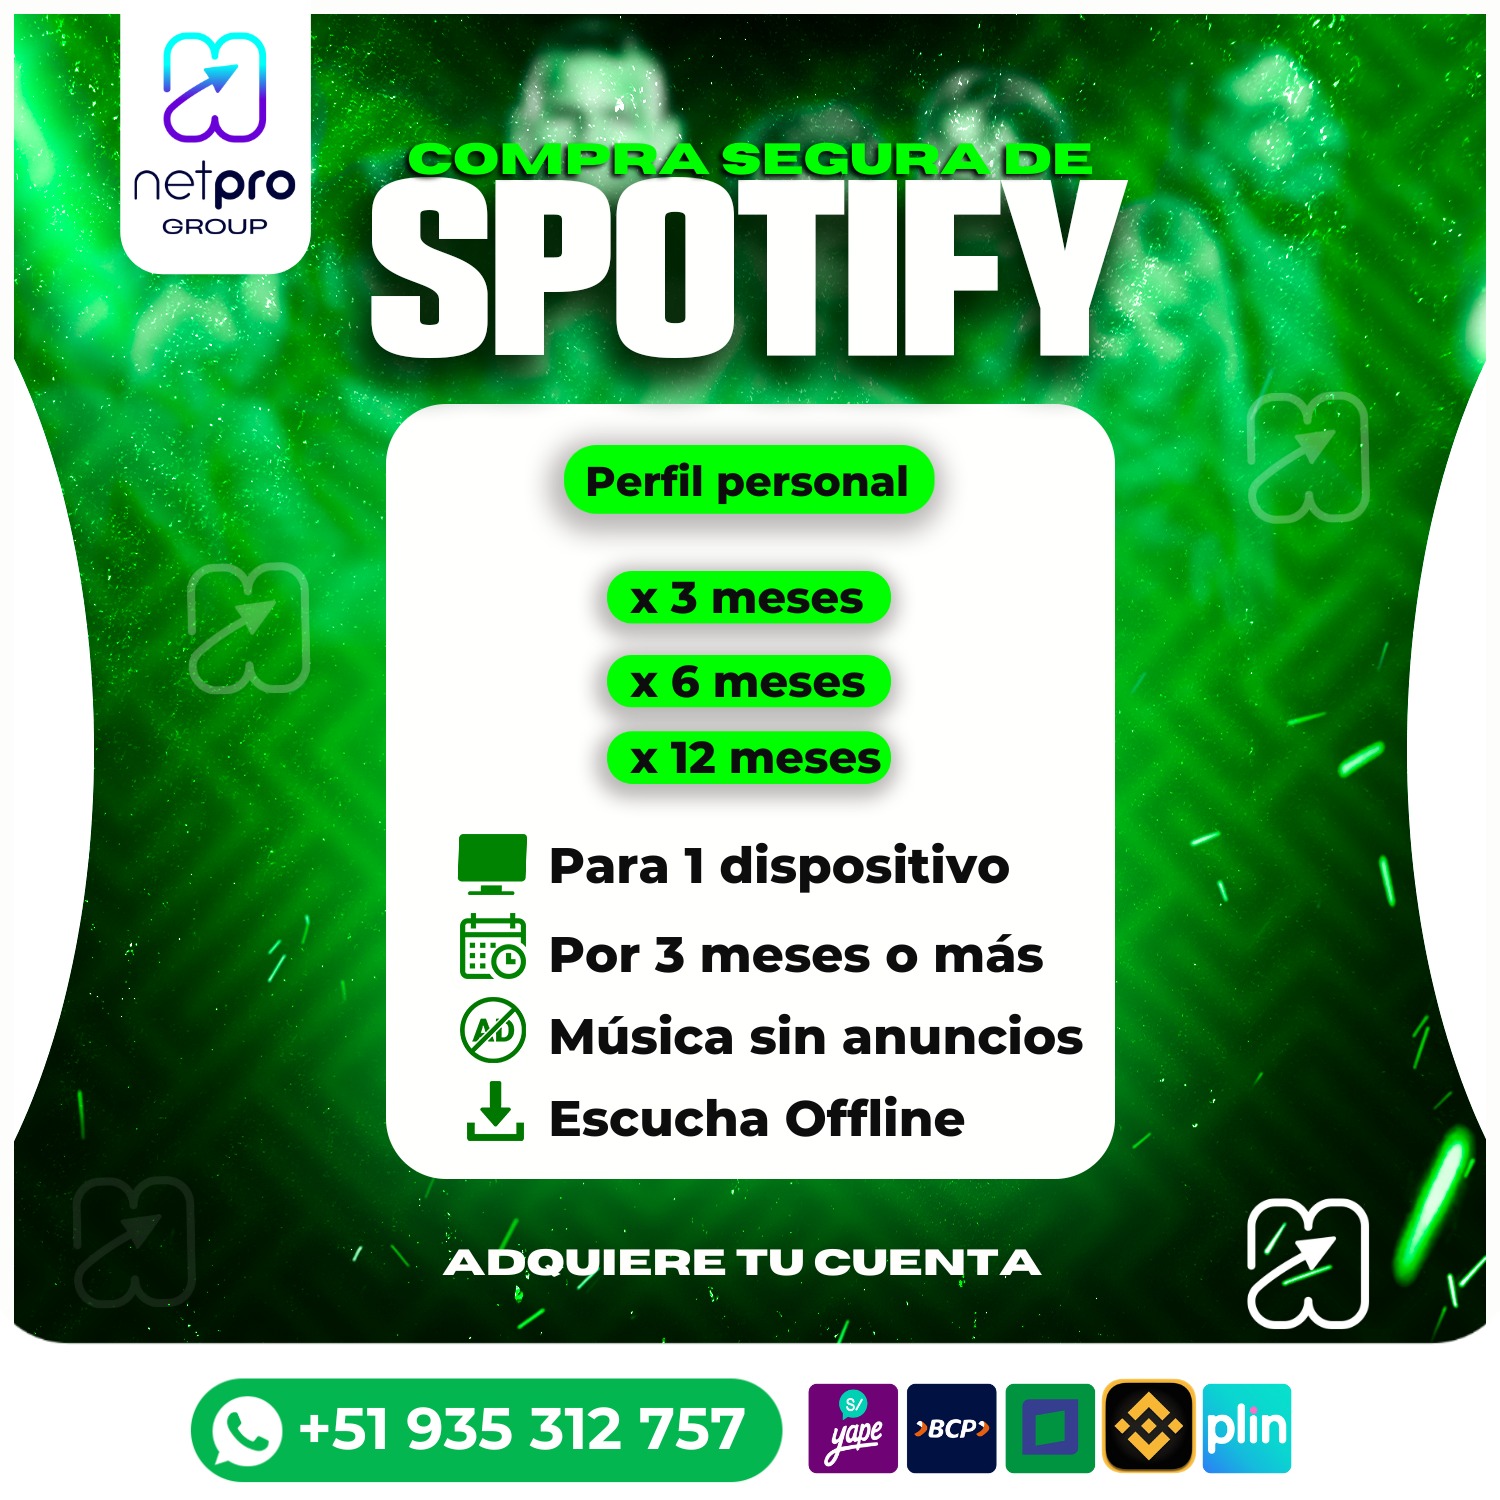 netpro
GROUP
COMPRA SEGURA DE
SPOTIFY
Perfil personal
x 3 meses
x 6 meses
x 12 meses
Para 1 dispositivo
Por 3 meses o más
AD
Música sin anuncios
Escucha Offline
ADQUIERE TU CUENTA
+51 935 312 757
S/
yape
BCP
plin